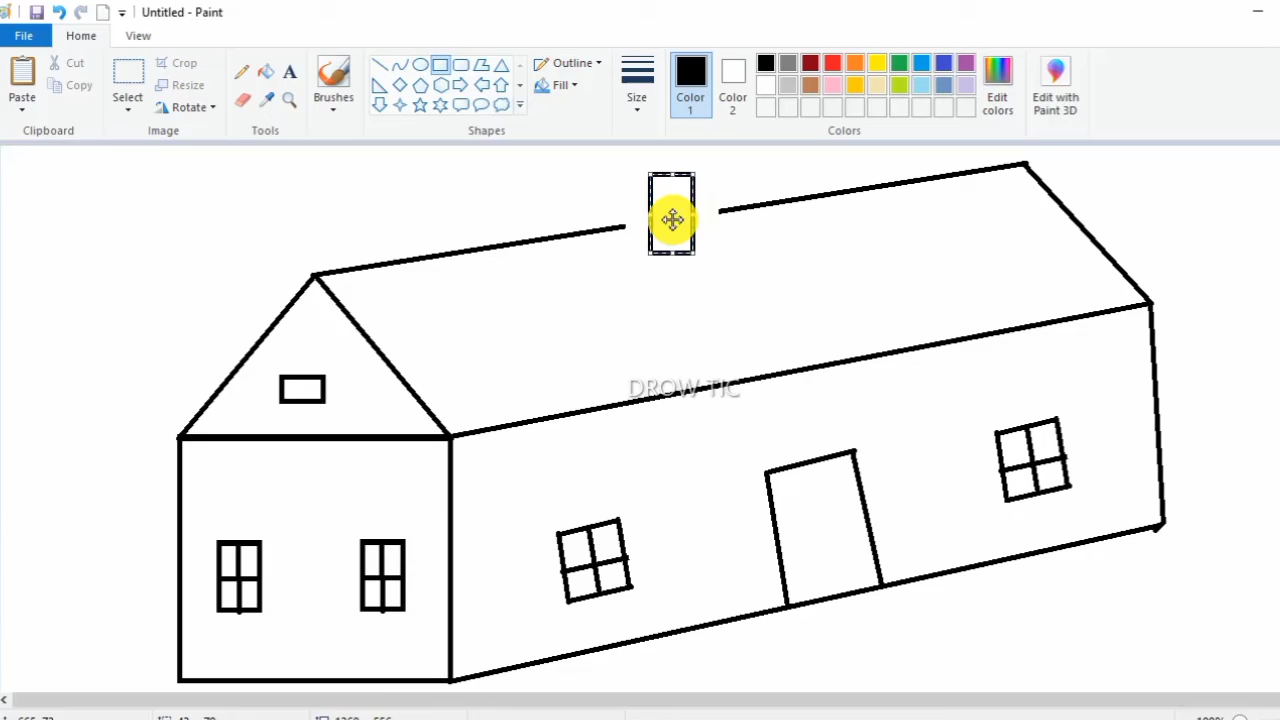 Untitled - Paint
File
Home
View
Paste
Cut
Copy
Clipboard
Select
Crop
Resize
Rotate
Image
A
Tools
Brushes
Shapes
Outline
Fill
Size
Color 1
Color 2
Edit colors
Colors
Edit with Paint 3D
DROW TIC